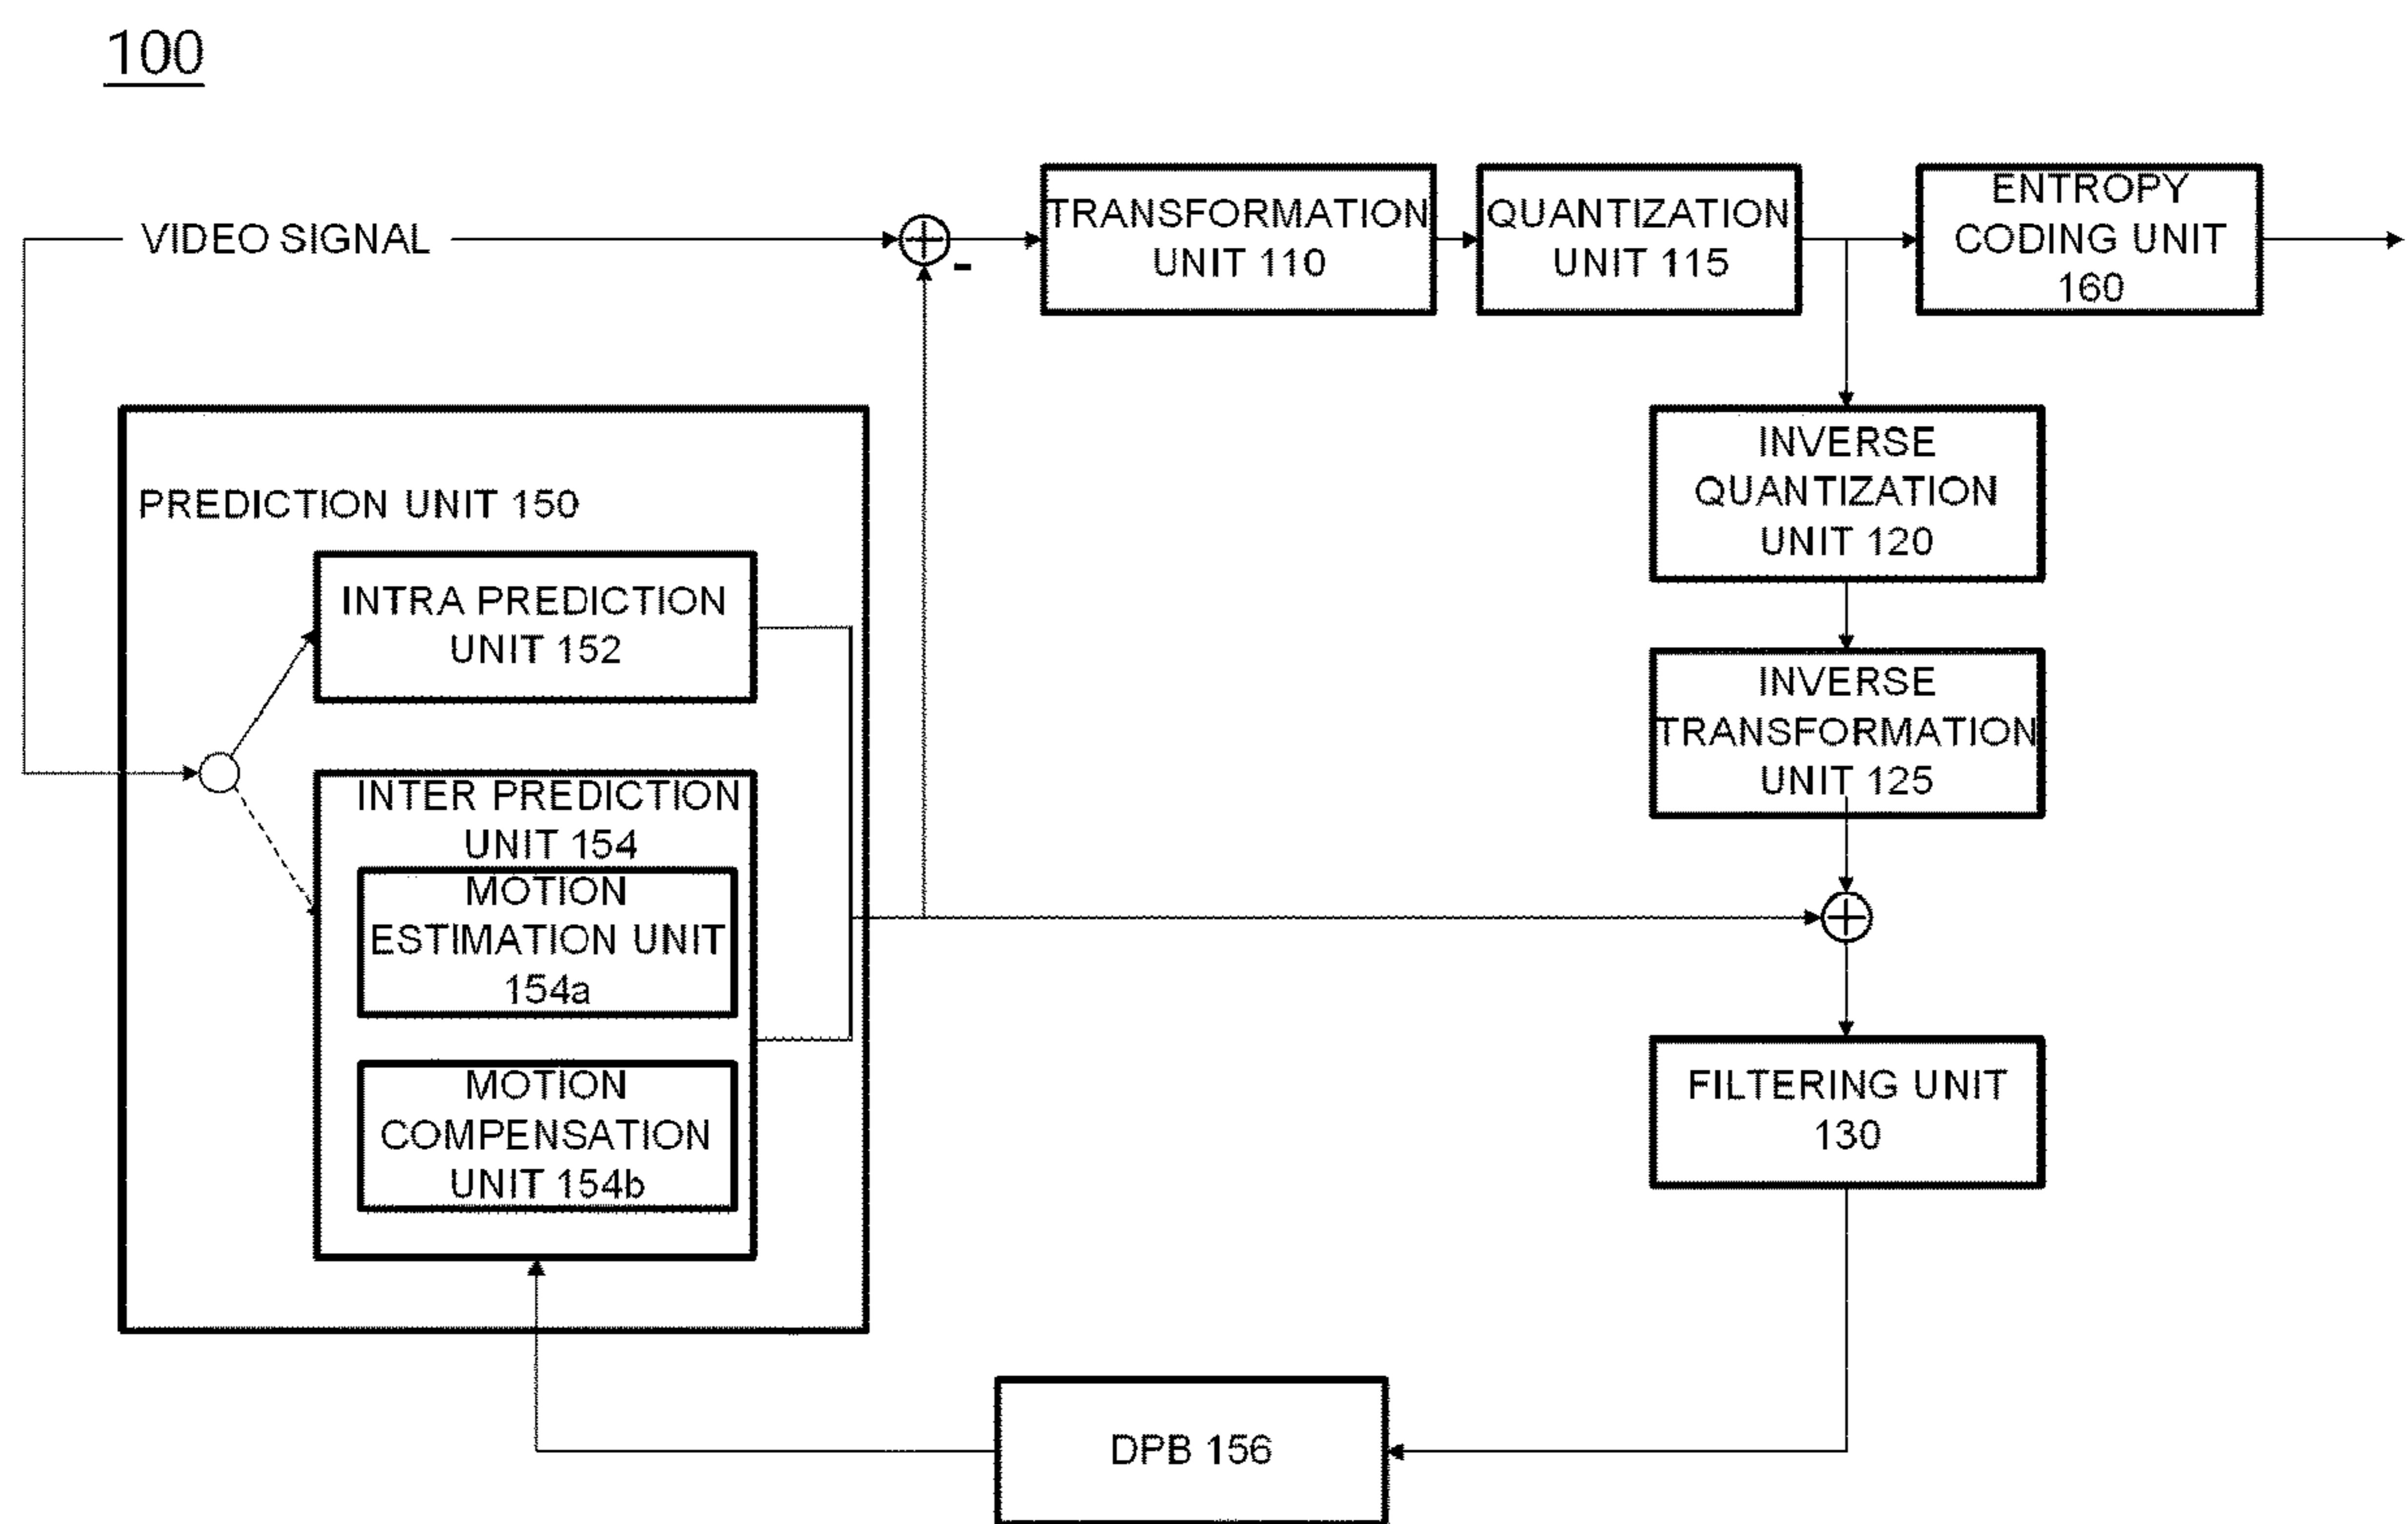 100
VIDEO SIGNAL
-
TRANSFORMATION
UNIT 110
QUANTIZATION
UNIT 115
ENTROPY
CODING UNIT
160
INVERSE
QUANTIZATION
UNIT 120
INVERSE
TRANSFORMATION
UNIT 125
FILTERING UNIT
130
PREDICTION UNIT 150
INTRA PREDICTION
UNIT 152
INTER PREDICTION
UNIT 154
MOTION
ESTIMATION UNIT
154a
MOTION
COMPENSATION
UNIT 154b
DPB 156